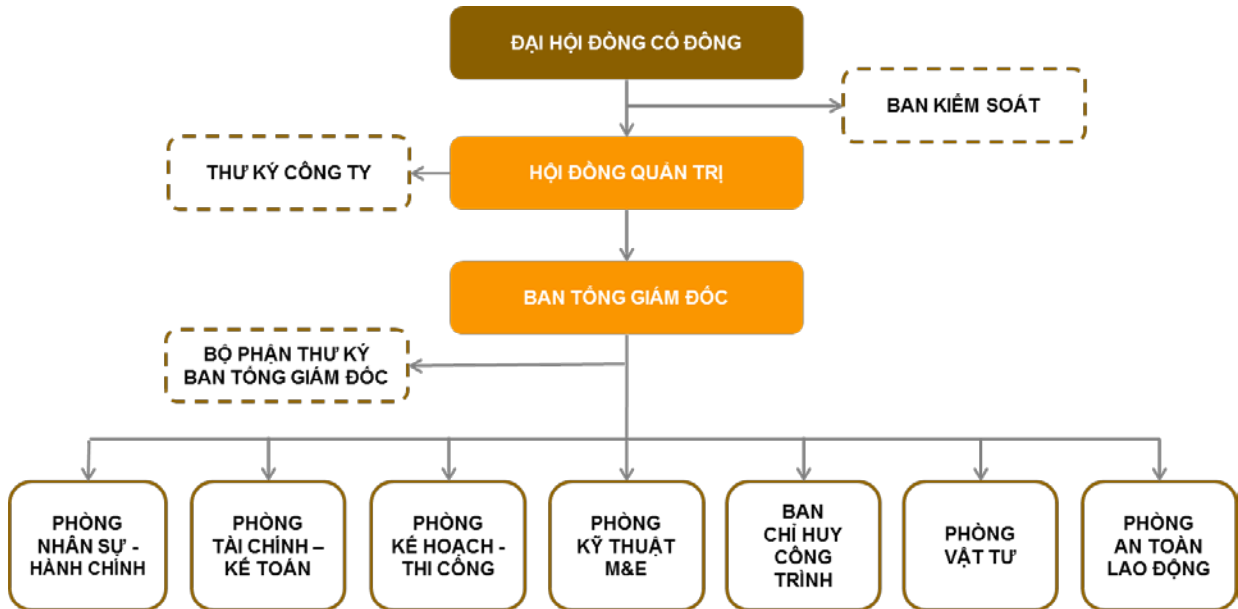 ĐẠI HỘI ĐỒNG CỔ ĐÔNG
BAN KIỂM SOÁT
THƯ KÝ CÔNG TY
HỘI ĐỒNG QUẢN TRỊ
BAN TỔNG GIÁM ĐỐC
BỘ PHẬN THƯ KÝ
BAN TỔNG GIÁM ĐỐC
PHÒNG
NHÂN SỰ -
HÀNH CHÍNH
PHÒNG
TÀI CHÍNH –
KẾ TOÁN
PHÒNG
KẾ HOẠCH -
THI CÔNG
PHÒNG
KỸ THUẬT
M&E
BAN
CHỈ HUY
CÔNG
TRÌNH
PHÒNG
VẬT TƯ
PHÒNG
AN TOÀN
LAO ĐỘNG